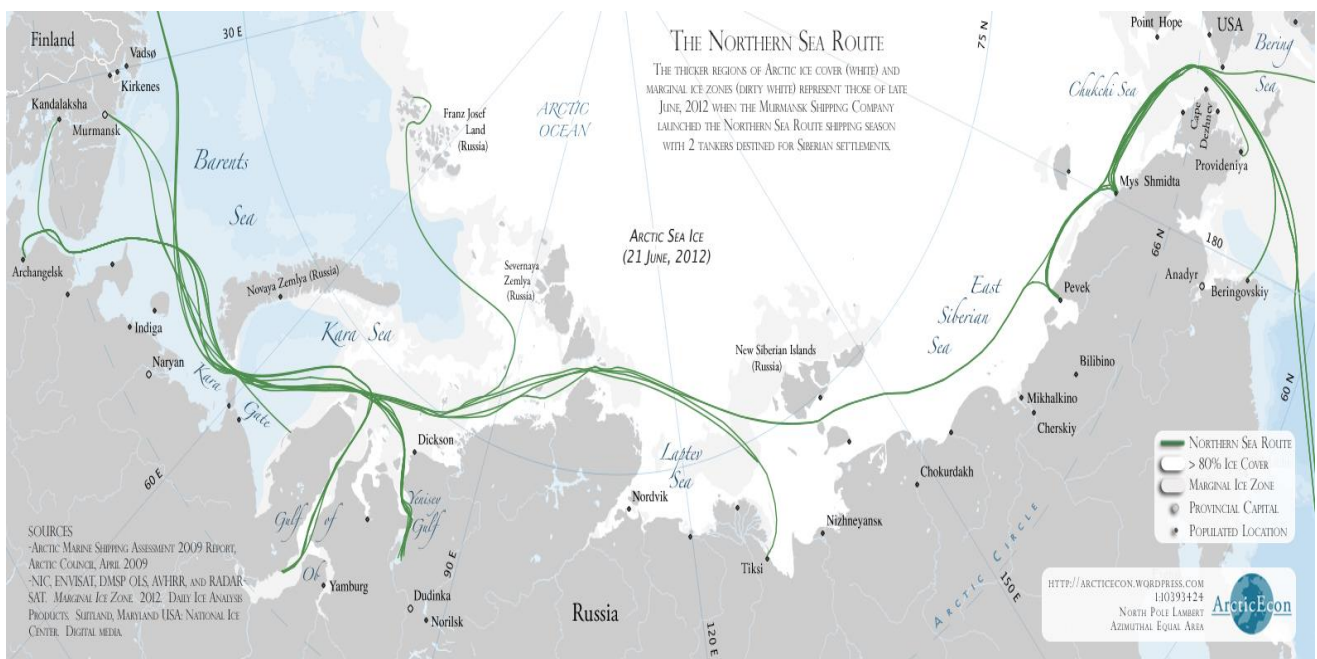 THE NORTHERN SEA ROUTE
THE THICKER REGIONS OF ARCTIC ICE COVER (WHITE) AND
MARGINAL ICE ZONES (DIRTY WHITE) REPRESENT THOSE OF LATE
JUNE, 2012 WHEN THE MURMANSK SHIPPING COMPANY
LAUNCHED THE NORTHERN SEA ROUTE SHIPPING SEASON
WITH 2 TANKERS DESTINED FOR SIBERIAN SETTLEMENTS.
Finland
30 E
Vadsø
Kirkenes
Kandalaksha
Murmansk
Barents
Sea
Franz Josef
Land
(Russia)
ARCTIC
OCEAN
75 N
Point Hope
USA
Bering
Sea
Chukchi Sea
Cape
Dezhnev
Provideniya
Mys Shmidta
66 N
180
Anadyr
Beringovskiy
ARCTIC SEA ICE
(21 JUNE, 2012)
Archangelsk
Novaya Zemlya (Russia)
Severnaya
Zemlya
(Russia)
Kara Sea
Indiga
Naryan
Kara
Gate
East
Siberian
Sea
Pevek
New Siberian Islands
(Russia)
Bilibino
Mikhalkino
Cherskiy
60 N
60 E
Dickson
Laptev
Sea
Chokurdakh
Nordvik
Nizhneyansk
Tiksi
Gulf of
Ob
Yenisey
Gulf
Yamburg
90 E
Dudinka
Norilsk
Russia
120 E
150 E
ARCTIC CIRCLE
NORTHERN SEA ROUTE
> 80% ICE COVER
MARGINAL ICE ZONE
PROVINCIAL CAPITAL
POPULATED LOCATION
SOURCES
-ARCTIC MARINE SHIPPING ASSESSMENT 2009 REPORT,
ARCTIC COUNCIL, APRIL 2009
-NIC, ENVISAT, DMSP OLS, AVHRR, AND RADAR-
SAT. MARGINAL ICE ZONE. 2012. DAILY ICE ANALYSIS
PRODUCTS. SUITLAND, MARYLAND USA: NATIONAL ICE
CENTER. DIGITAL MEDIA.
HTTP://ARCTICECON.WORDPRESS.COM
1:10393424
NORTH POLE LAMBERT
AZIMUTHAL EQUAL AREA
ArcticEcon